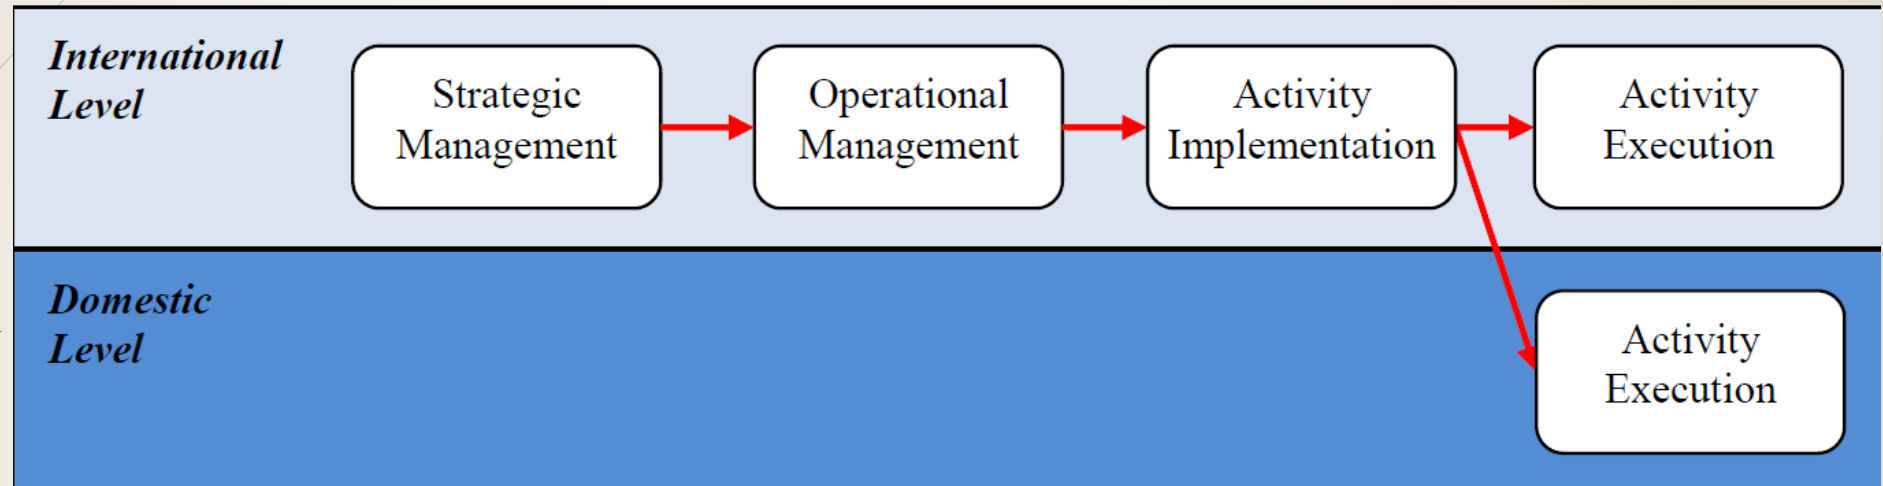 International
Level
Strategic
Management
Operational
Management
Activity
Implementation
Activity
Execution
Domestic
Level
Activity
Execution